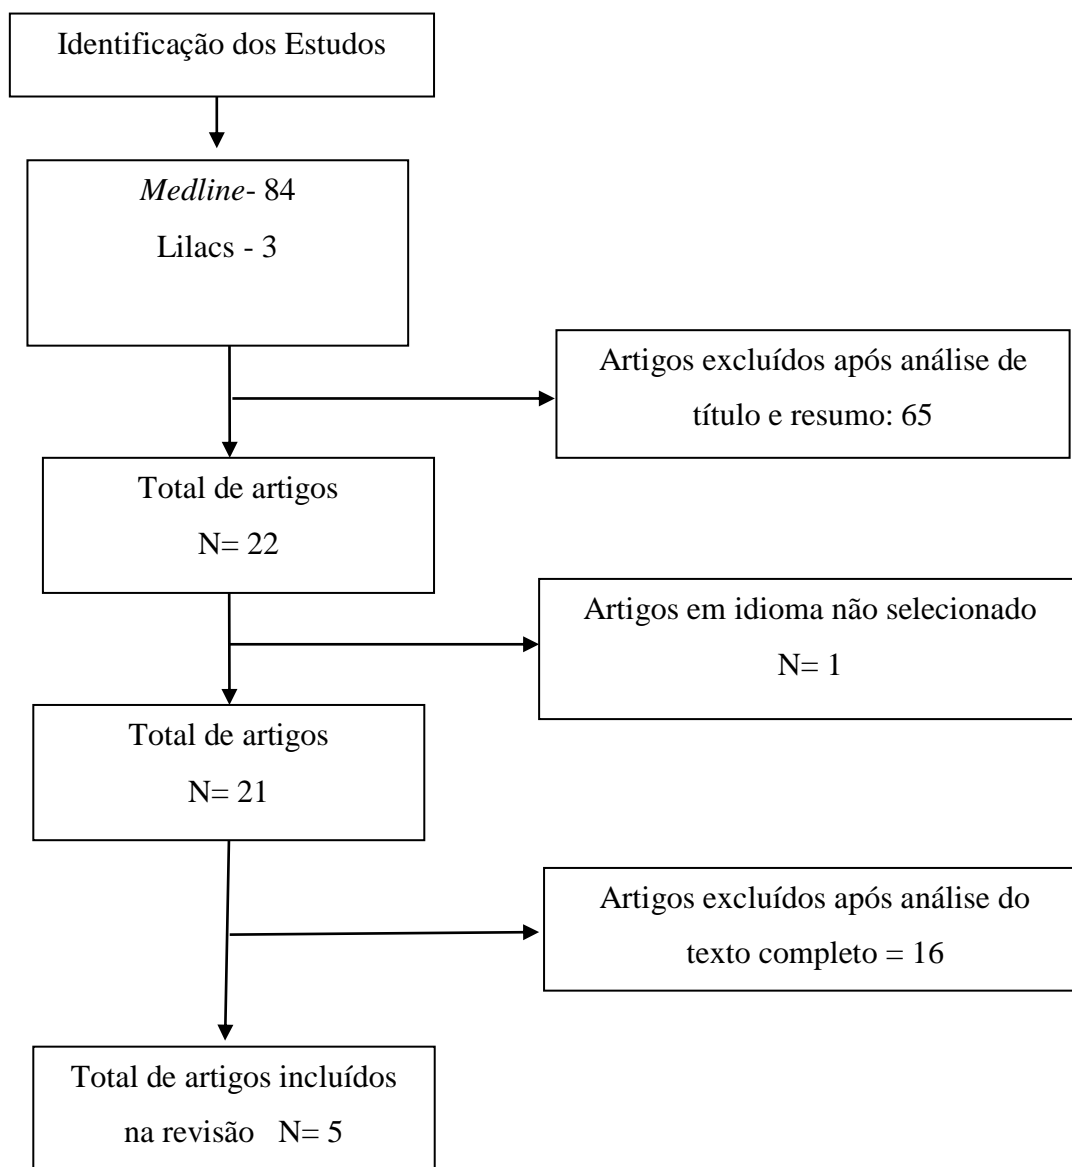 Identificação dos Estudos
Medline- 84
Lilacs - 3
Artigos excluídos após análise de
título e resumo: 65
Total de artigos
N= 22
Artigos em idioma não selecionado
N= 1
Total de artigos
N= 21
Artigos excluídos após análise do
texto completo = 16
Total de artigos incluídos
na revisão N= 5